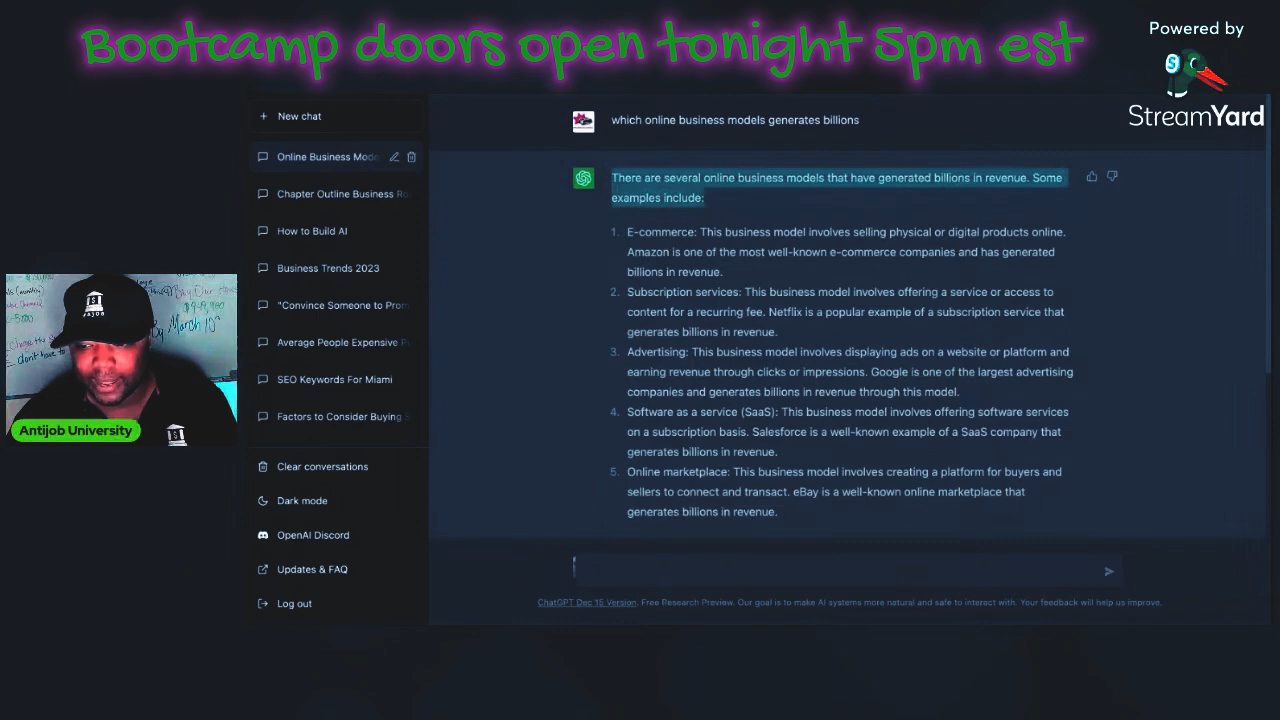 Bootcamp doors open tonight 5pm est
Powered by
StreamYard
New chat
Online Business Mod
Chapter Outline Business Ro
How to Build AI
Business Trends 2023
"Convince Someone to Pro
Average People Expensive P
SEO Keywords For Miami
Factors to Consider Buying S
Clear conversations
Dark mode
OpenAI Discord
Updates & FAQ
Log out
which online business models generates billions
There are several online business models that have generated billions in revenue. Some
examples include:
1. E-commerce: This business model involves selling physical or digital products online.
Amazon is one of the most well-known e-commerce companies and has generated
billions in revenue.
2. Subscription services: This business model involves offering a service or access to
content for a recurring fee. Netflix is a popular example of a subscription service that
generates billions in revenue.
3. Advertising: This business model involves displaying ads on a website or platform and
earning revenue through clicks or impressions. Google is one of the largest advertising
companies and generates billions in revenue through this model.
4. Software as a service (SaaS): This business model involves offering software services
on a subscription basis. Salesforce is a well-known example of a SaaS company that
generates billions in revenue.
5. Online marketplace: This business model involves creating a platform for buyers and
sellers to connect and transact. eBay is a well-known online marketplace that
generates billions in revenue.
ChatGPT Dec 15 Version. Free Research Preview. Our goal is to make AI systems more natural and safe to interact with. Your feedback will help us improve.
By March 10
dont have to
Antijob University